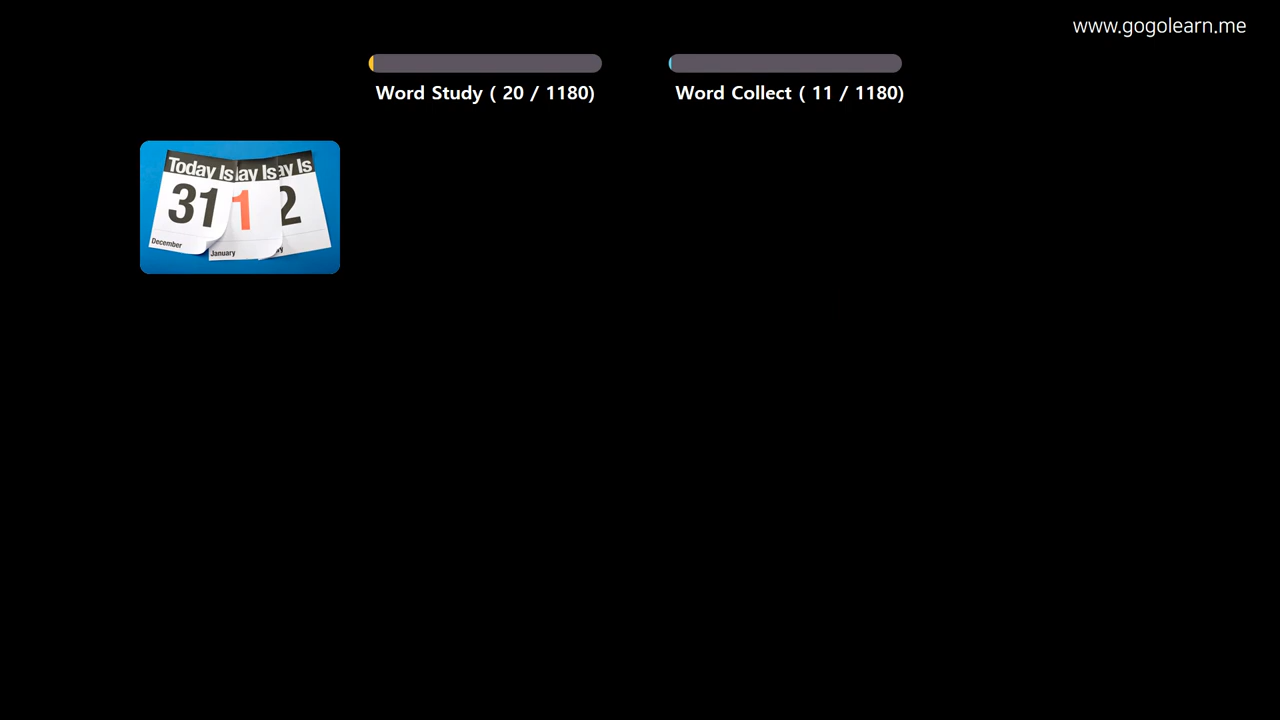 www.gogolearn.me
Word Study ( 20 / 1180)
Word Collect ( 11 / 1180)
Today Is
ay Is
ay Is
31
1
2
December
January